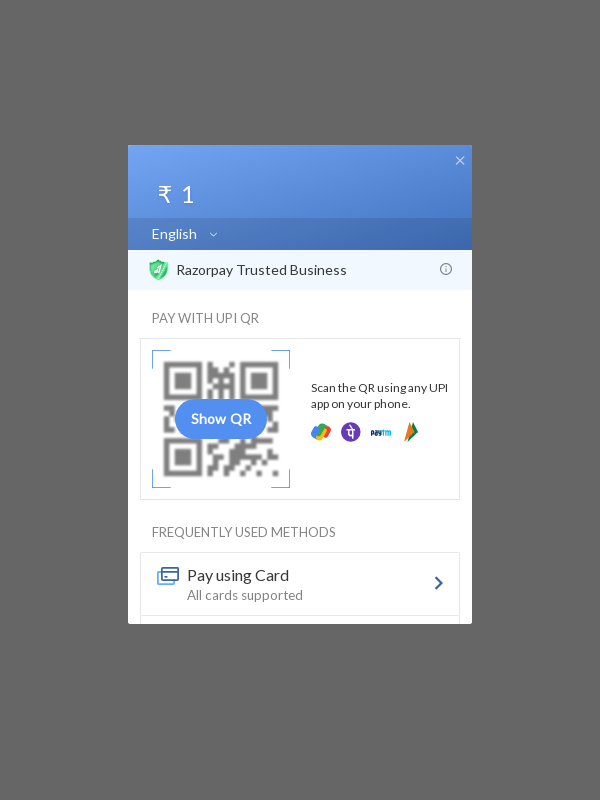 ₹ 1
English
Razorpay Trusted Business
PAY WITH UPI QR
Show QR
Scan the QR using any UPI
app on your phone.
पे
paytm
FREQUENTLY USED METHODS
Pay using Card
All cards supported